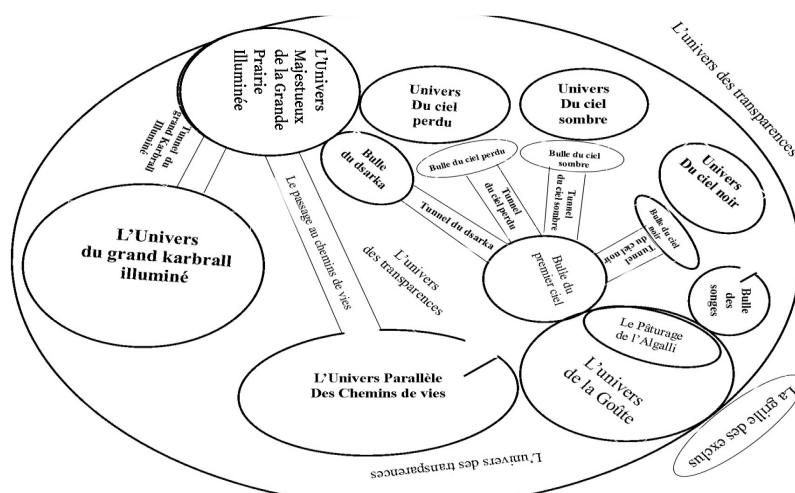 L'Univers
Majestueux
de la Grande
Prairie
Illuminée
Univers
Du ciel
perdu
Univers
Du ciel
sombre
L'univers des transparences
Tunnel du
grand Karbrall
Illuminé
Bulle
du dsarka
Bulle du ciel perdu
Bulle du ciel
sombre
Univers
Du ciel noir
Tunnel
du ciel perdu
Tunnel
du ciel sombre
Bulle du ciel
noir
Tunnel
du ciel noir
Tunnel du dsarka
L'Univers
du grand karbrall
illuminé
Le passage au chemins de vies
L'univers
des transparences
Bulle du
premier ciel
Bulle
des
songes
Le Pâturage
de l'Algalli
L'univers
de la Goûte
L'Univers Parallèle
Des Chemins de vies
La grille des exclus
L'univers des transparences